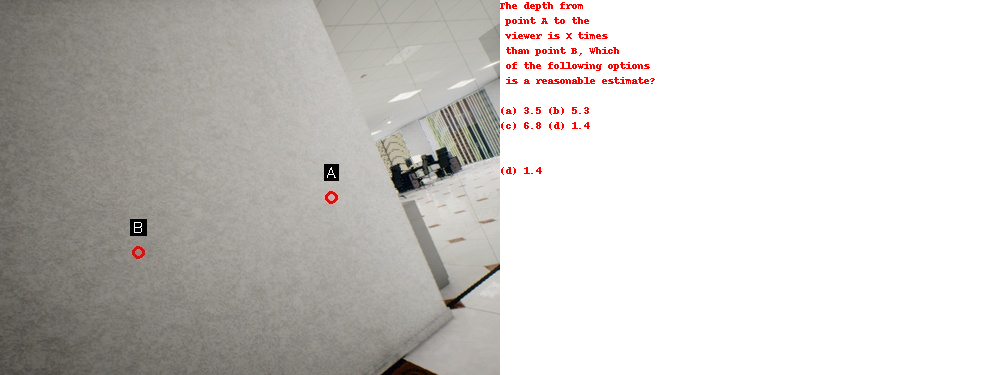 The depth from
point A to the
viewer is X times
than point B, Which
of the following options
is a reasonable estimate?
(a) 3.5 (b) 5.3
(c) 6.8 (d) 1.4
(d) 1.4
A
B